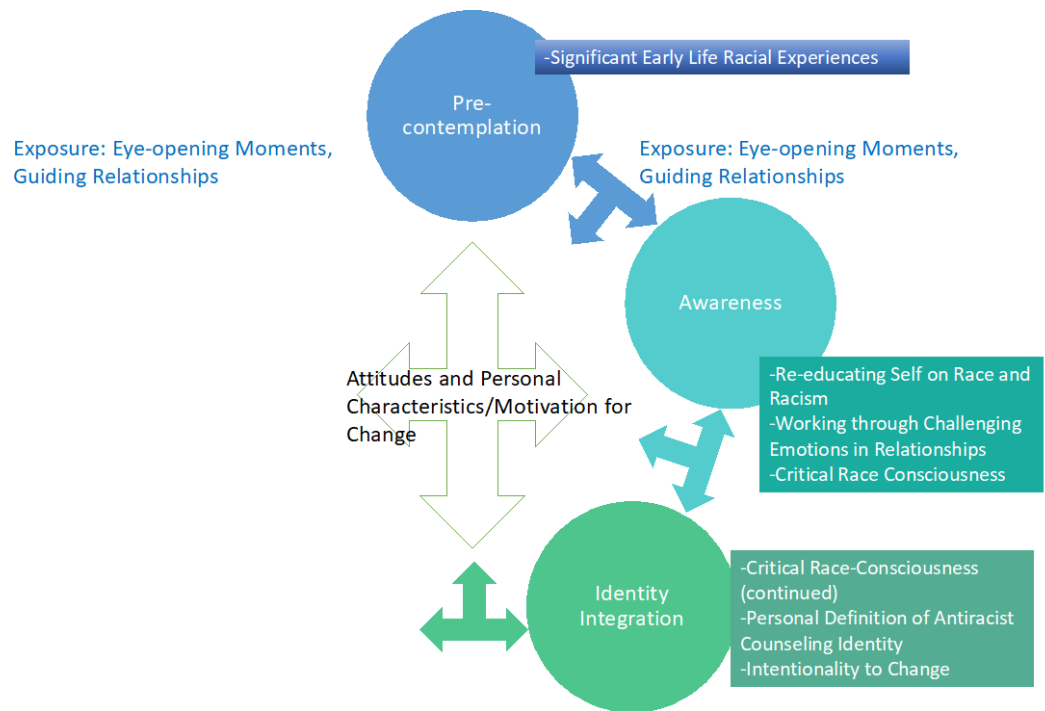 -Significant Early Life Racial Experiences
Pre-
contemplation
Exposure: Eye-opening Moments,
Guiding Relationships
Exposure: Eye-opening Moments,
Guiding Relationships
Awareness
Attitudes and Personal
Characteristics/Motivation for
Change
-Re-educating Self on Race and
Racism
-Working through Challenging
Emotions in Relationships
-Critical Race Consciousness
Identity
Integration
-Critical Race-Consciousness
(continued)
-Personal Definition of Antiracist
Counseling Identity
-Intentionality to Change